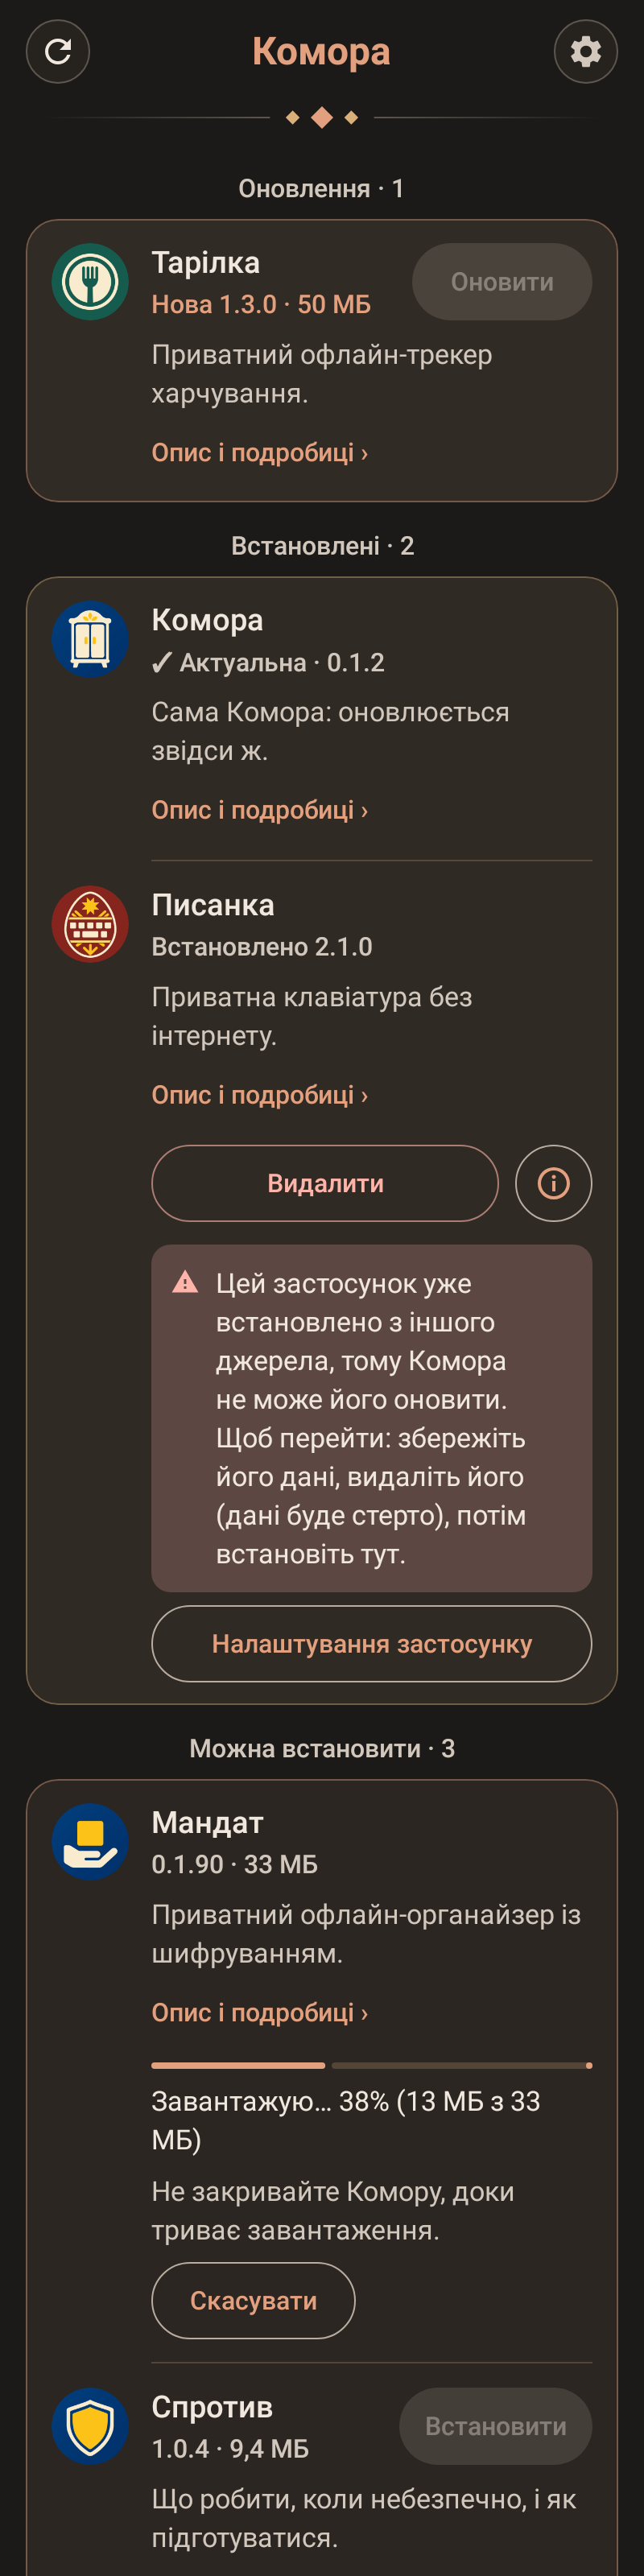 Комора
Оновлення · 1
Тарілка
Нова 1.3.0 · 50 МБ
Оновити
Приватний офлайн-трекер
харчування.
Опис і подробиці ›
Встановлені · 2
Комора
✓ Актуальна · 0.1.2
Сама Комора: оновлюється
звідси ж.
Опис і подробиці ›
Писанка
Встановлено 2.1.0
Приватна клавіатура без
інтернету.
Опис і подробиці ›
Видалити
Цей застосунок уже
встановлено з іншого
джерела, тому Комора
не може його оновити.
Щоб перейти: збережіть
його дані, видаліть його
(дані буде стерто), потім
встановіть тут.
Налаштування застосунку
Можна встановити · 3
Мандат
0.1.90 · 33 МБ
Приватний офлайн-органайзер із
шифруванням.
Опис і подробиці ›
Завантажую… 38% (13 МБ з 33
МБ)
Не закривайте Комору, доки
триває завантаження.
Скасувати
Спротив
1.0.4 · 9,4 МБ
Встановити
Що робити, коли небезпечно, і як
підготуватися.